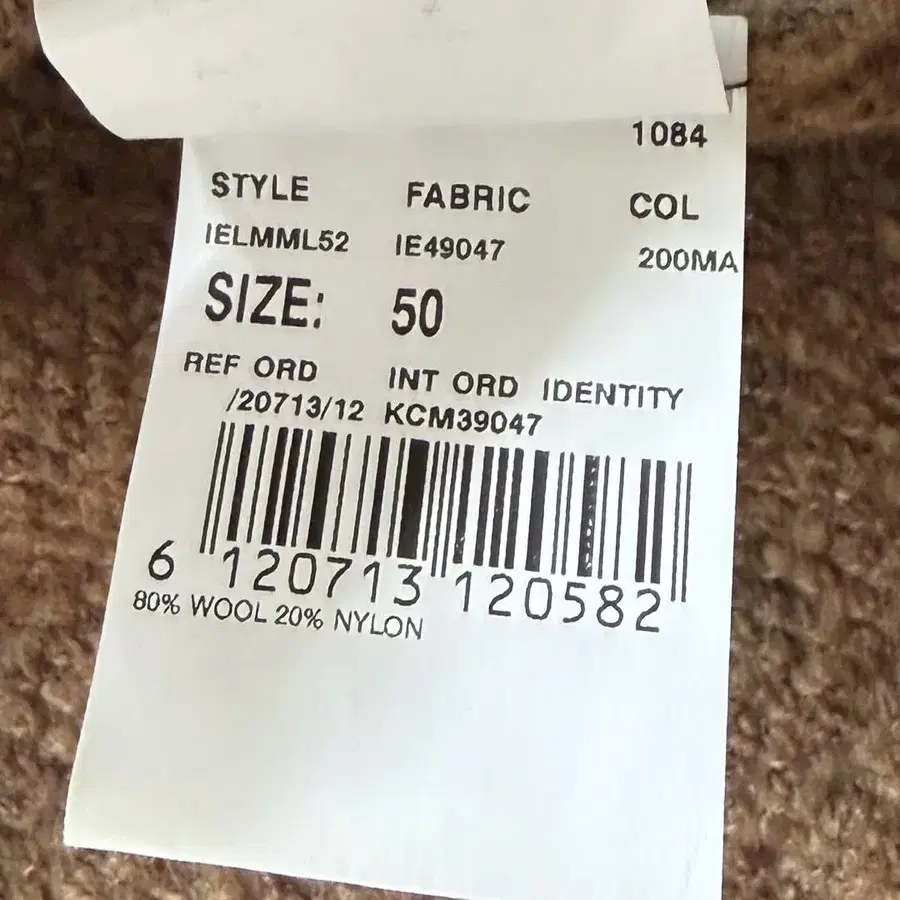 1084
STYLE FABRIC COL
IELMML52 IE49047 200MA
SIZE: 50
REF ORD INT ORD IDENTITY
/20713/12 KCM39047
6 120713 120582
80% WOOL 20% NYLON